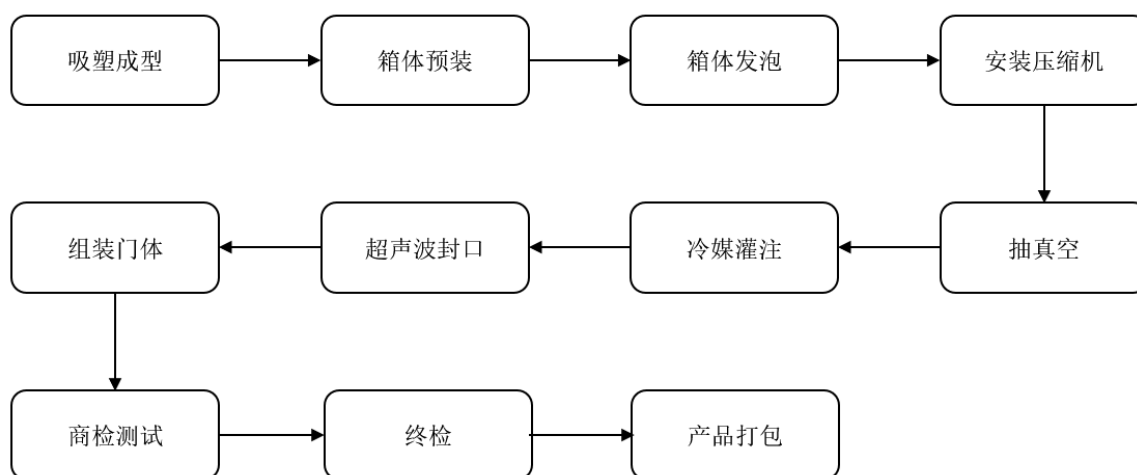 吸塑成型
箱体预装
箱体发泡
安装压缩机
组装门体
超声波封口
冷媒灌注
抽真空
商检测试
终检
产品打包